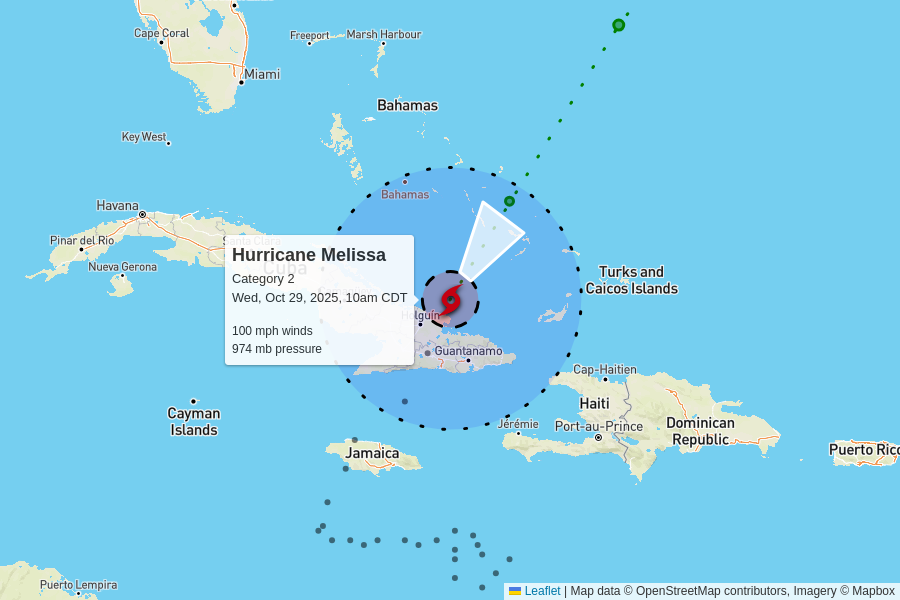 Cape Coral
Freeport
Marsh Harbour
Miami
Bahamas
Key West
Bahamas
Havana
Pinar del Rio
Santa Clara
Nueva Gerona
Cuba
Hurricane Melissa
Category 2
Wed, Oct 29, 2025, 10am CDT
100 mph winds
974 mb pressure
Turks and
Caicos Islands
Holguín
Guantanamo
Cap-Haitien
Cayman
Islands
Haiti
Jérémie
Port-au-Prince
Dominican
Republic
Jamaica
Puerto Rico
Puerto Lempira
Leaflet | Map data © OpenStreetMap contributors, Imagery © Mapbox